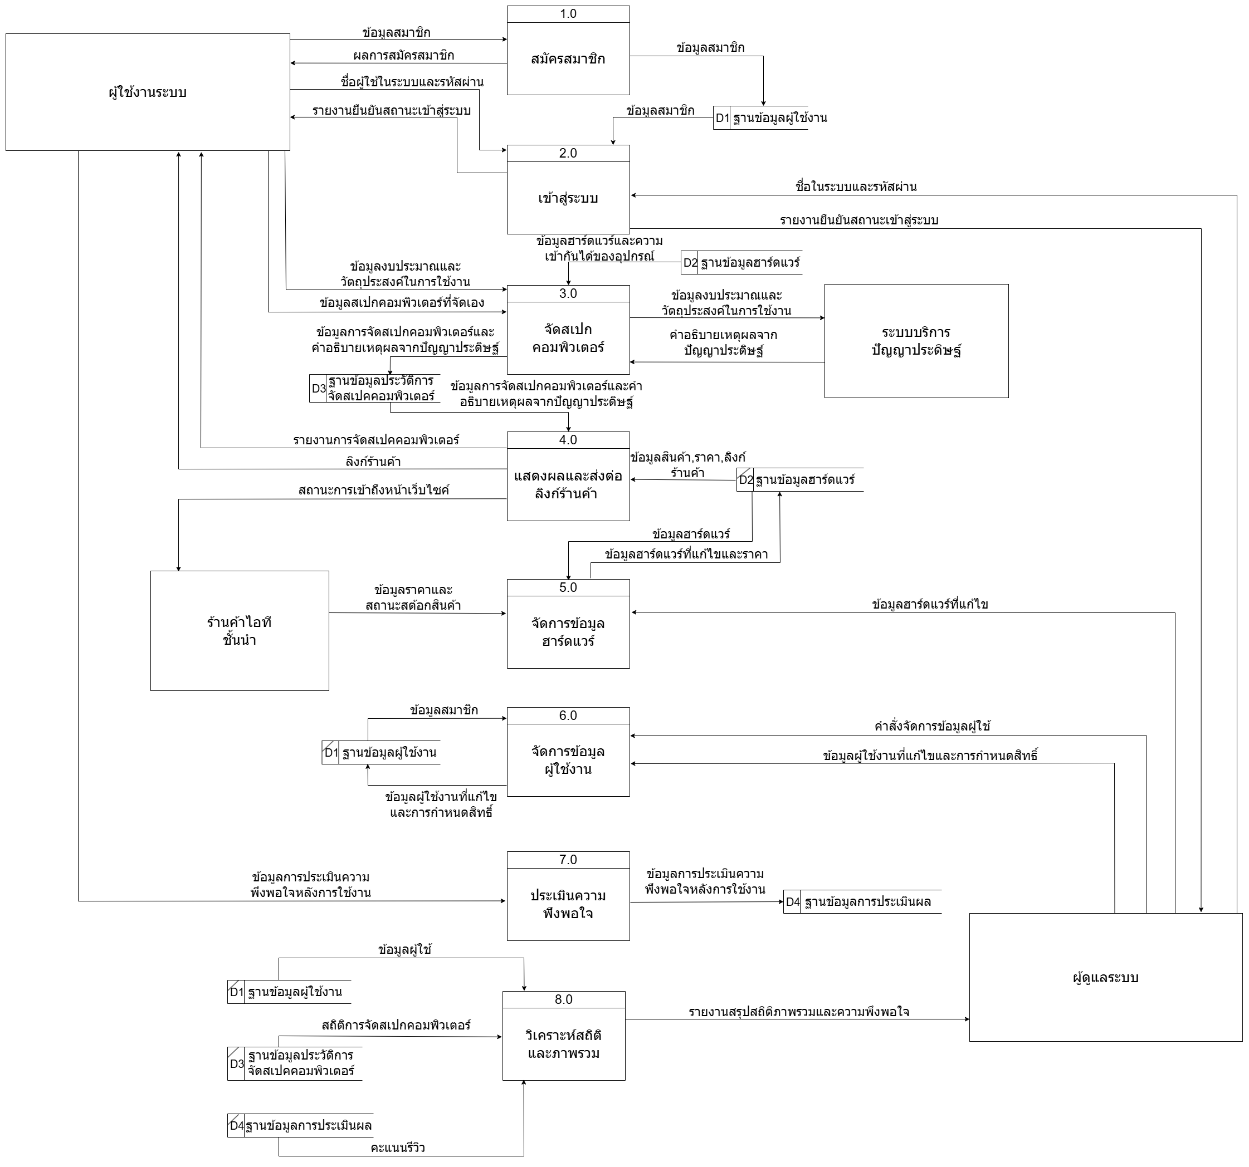 1.0
ข้อมูลสมาชิก
ผลการสมัครสมาชิก
ข้อมูลสมาชิก
สมัครสมาชิก
ผู้ใช้งานระบบ
ชื่อผู้ใช้ในระบบและรหัสผ่าน
รายงานยืนยันสถานะเข้าสู่ระบบ
ข้อมูลสมาชิก
D1 ฐานข้อมูลผู้ใช้งาน
2.0
เข้าสู่ระบบ
ชื่อในระบบและรหัสผ่าน
รายงานยืนยันสถานะเข้าสู่ระบบ
ข้อมูลฮาร์ดแวร์และความ
เข้ากันได้ของอุปกรณ์
D2 ฐานข้อมูลฮาร์ดแวร์
ข้อมูลงบประมาณและ
วัตถุประสงค์ในการใช้งาน
3.0
ข้อมูลสเปกคอมพิวเตอร์ที่จัดเอง
จัดสเปก
คอมพิวเตอร์
ข้อมูลงบประมาณและ
วัตถุประสงค์ในการใช้งาน
คำอธิบายเหตุผลจาก
ปัญญาประดิษฐ์
ระบบบริการ
ปัญญาประดิษฐ์
ข้อมูลการจัดสเปกคอมพิวเตอร์และ
คำอธิบายเหตุผลจากปัญญาประดิษฐ์
D3 ฐานข้อมูลประวัติการ
จัดสเปคคอมพิวเตอร์
ข้อมูลการจัดสเปกคอมพิวเตอร์และคำ
อธิบายเหตุผลจากปัญญาประดิษฐ์
4.0
รายงานการจัดสเปคคอมพิวเตอร์
ลิงก์ร้านค้า
สถานะการเข้าถึงหน้าเว็บไซค์
แสดงผลและส่งต่อ
ลิงก์ร้านค้า
ข้อมูลสินค้า,ราคา,ลิงก์
ร้านค้า
D2 ฐานข้อมูลฮาร์ดแวร์
ข้อมูลฮาร์ดแวร์
ข้อมูลฮาร์ดแวร์ที่แก้ไขและราคา
5.0
ร้านค้าไอที
ชั้นนำ
ข้อมูลราคาและ
สถานะสต้อกสินค้า
จัดการข้อมูล
ฮาร์ดแวร์
ข้อมูลฮาร์ดแวร์ที่แก้ไข
6.0
ข้อมูลสมาชิก
D1 ฐานข้อมูลผู้ใช้งาน
จัดการข้อมูล
ผู้ใช้งาน
คำสั่งจัดการข้อมูลผู้ใช้
ข้อมูลผู้ใช้งานที่แก้ไขและการกำหนดสิทธิ์
ข้อมูลผู้ใช้งานที่แก้ไข
และการกำหนดสิทธิ์
7.0
ข้อมูลการประเมินความ
พึงพอใจหลังการใช้งาน
ประเมินความ
พึงพอใจ
ข้อมูลการประเมินความ
พึงพอใจหลังการใช้งาน
D4 ฐานข้อมูลการประเมินผล
ผู้ดูแลระบบ
ข้อมูลผู้ใช้
D1 ฐานข้อมูลผู้ใช้งาน
8.0
สถิติการจัดสเปกคอมพิวเตอร์
วิเคราะห์สถิติ
และภาพรวม
รายงานสรุปสถิติภาพรวมและความพึงพอใจ
D3 ฐานข้อมูลประวัติการ
จัดสเปคคอมพิวเตอร์
D4 ฐานข้อมูลการประเมินผล
คะแนนรีวิว